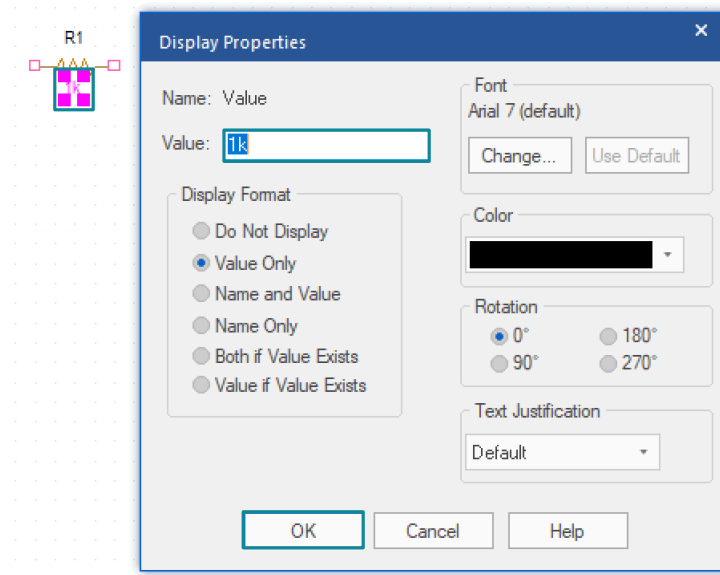 R1
1k
Display Properties
Name: Value
Value: 1k
Display Format
Do Not Display
Value Only
Name and Value
Name Only
Both if Value Exists
Value if Value Exists
Font
Arial 7 (default)
Change... Use Default
Color
Rotation
0° 180°
90° 270°
Text Justification
Default
OK Cancel Help